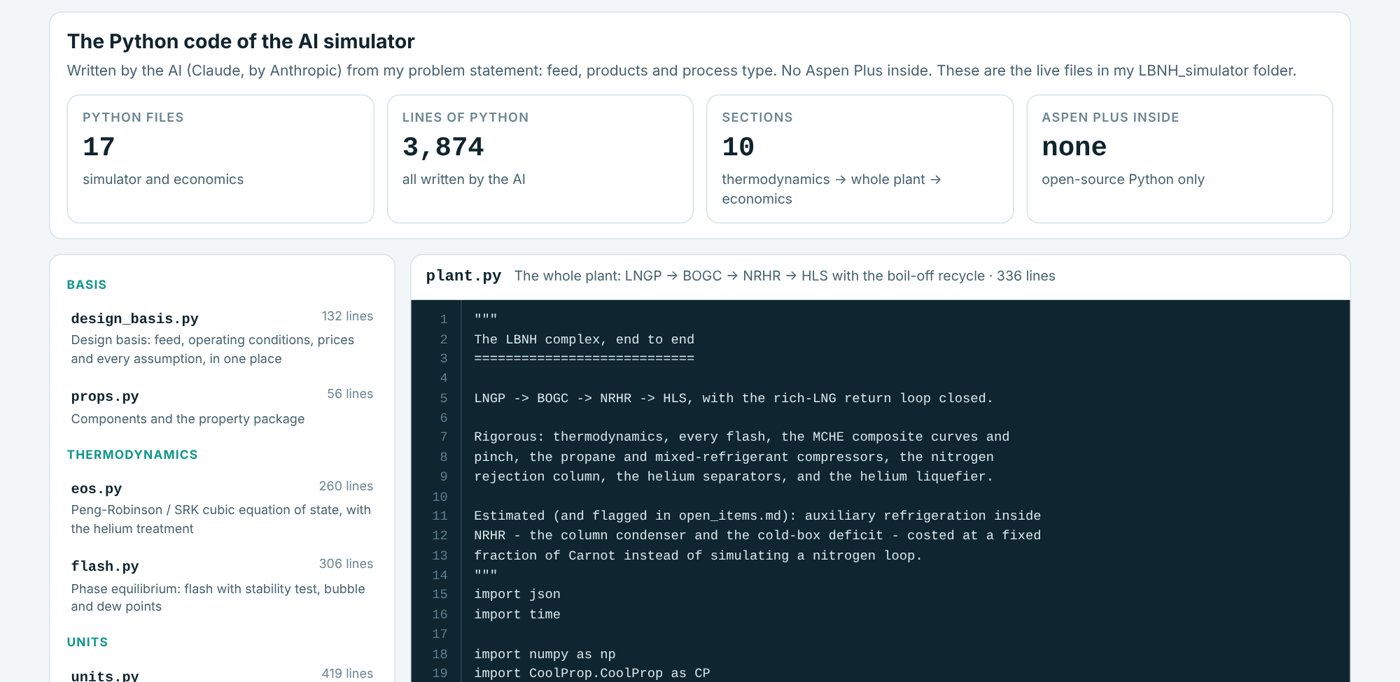 The Python code of the AI simulator
Written by the AI (Claude, by Anthropic) from my problem statement: feed, products and process type. No Aspen Plus inside. These are the live files in my LBNH_simulator folder.
PYTHON FILES
17
simulator and economics
LINES OF PYTHON
3,874
all written by the AI
SECTIONS
10
thermodynamics → whole plant →
economics
ASPEN PLUS INSIDE
none
open-source Python only
BASIS
design_basis.py 132 lines
Design basis: feed, operating conditions, prices
and every assumption, in one place
props.py 56 lines
Components and the property package
THERMODYNAMICS
eos.py 260 lines
Peng-Robinson / SRK cubic equation of state, with
the helium treatment
flash.py 306 lines
Phase equilibrium: flash with stability test, bubble
and dew points
UNITS
units.py 419 lines
plant.py The whole plant: LNGP → BOGC → NRHR → HLS with the boil-off recycle · 336 lines
1 """
2 The LBNH complex, end to end
3 ============================
4
5 LNGP -> BOGC -> NRHR -> HLS, with the rich-LNG return loop closed.
6
7 Rigorous: thermodynamics, every flash, the MCHE composite curves and
8 pinch, the propane and mixed-refrigerant compressors, the nitrogen
9 rejection column, the helium separators, and the helium liquefier.
10
11 Estimated (and flagged in open_items.md): auxiliary refrigeration inside
12 NRHR - the column condenser and the cold-box deficit - costed at a fixed
13 fraction of Carnot instead of simulating a nitrogen loop.
14 """
15 import json
16 import time
17
18 import numpy as np
19 import CoolProp.CoolProp as CP